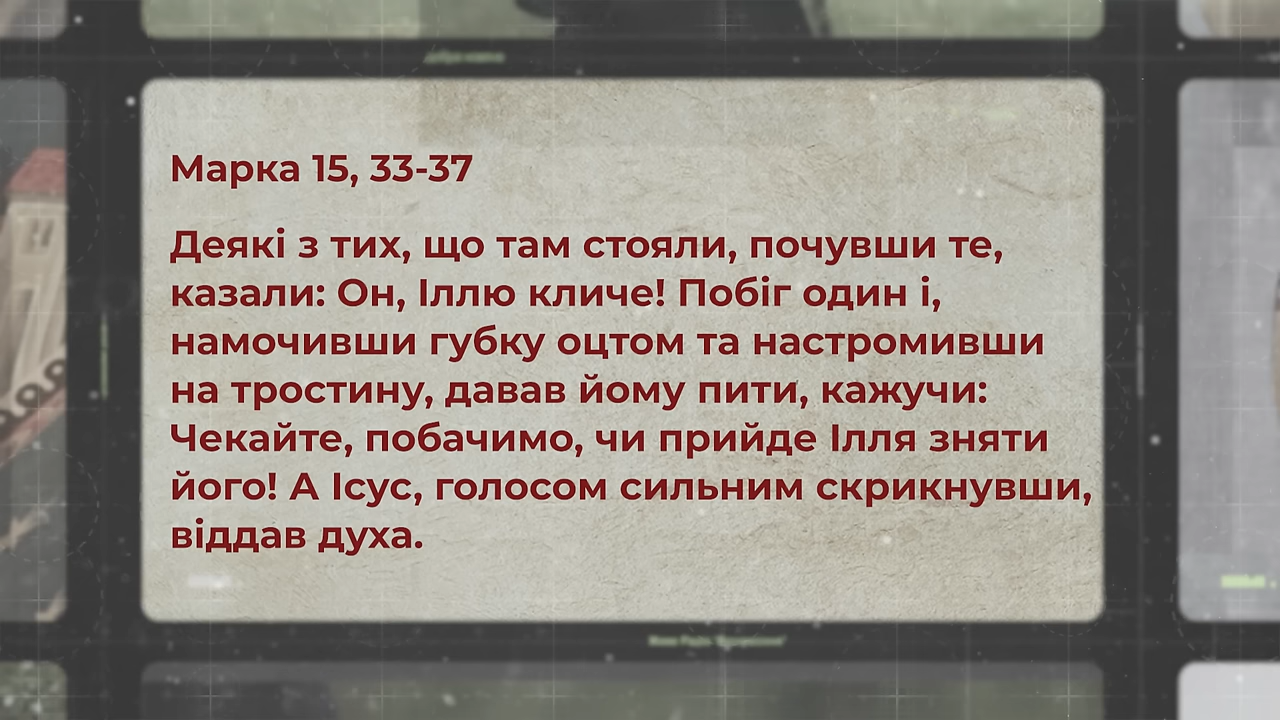 Марка 15, 33-37
Деякі з тих, що там стояли, почувши те,
казали: Он, Іллю кличе! Побіг один і,
намочивши губку оцтом та настромивши
на тростину, давав йому пити, кажучи:
Чекайте, побачимо, чи прийде Ілля зняти
його! А Ісус, голосом сильним скрикнувши,
віддав духа.